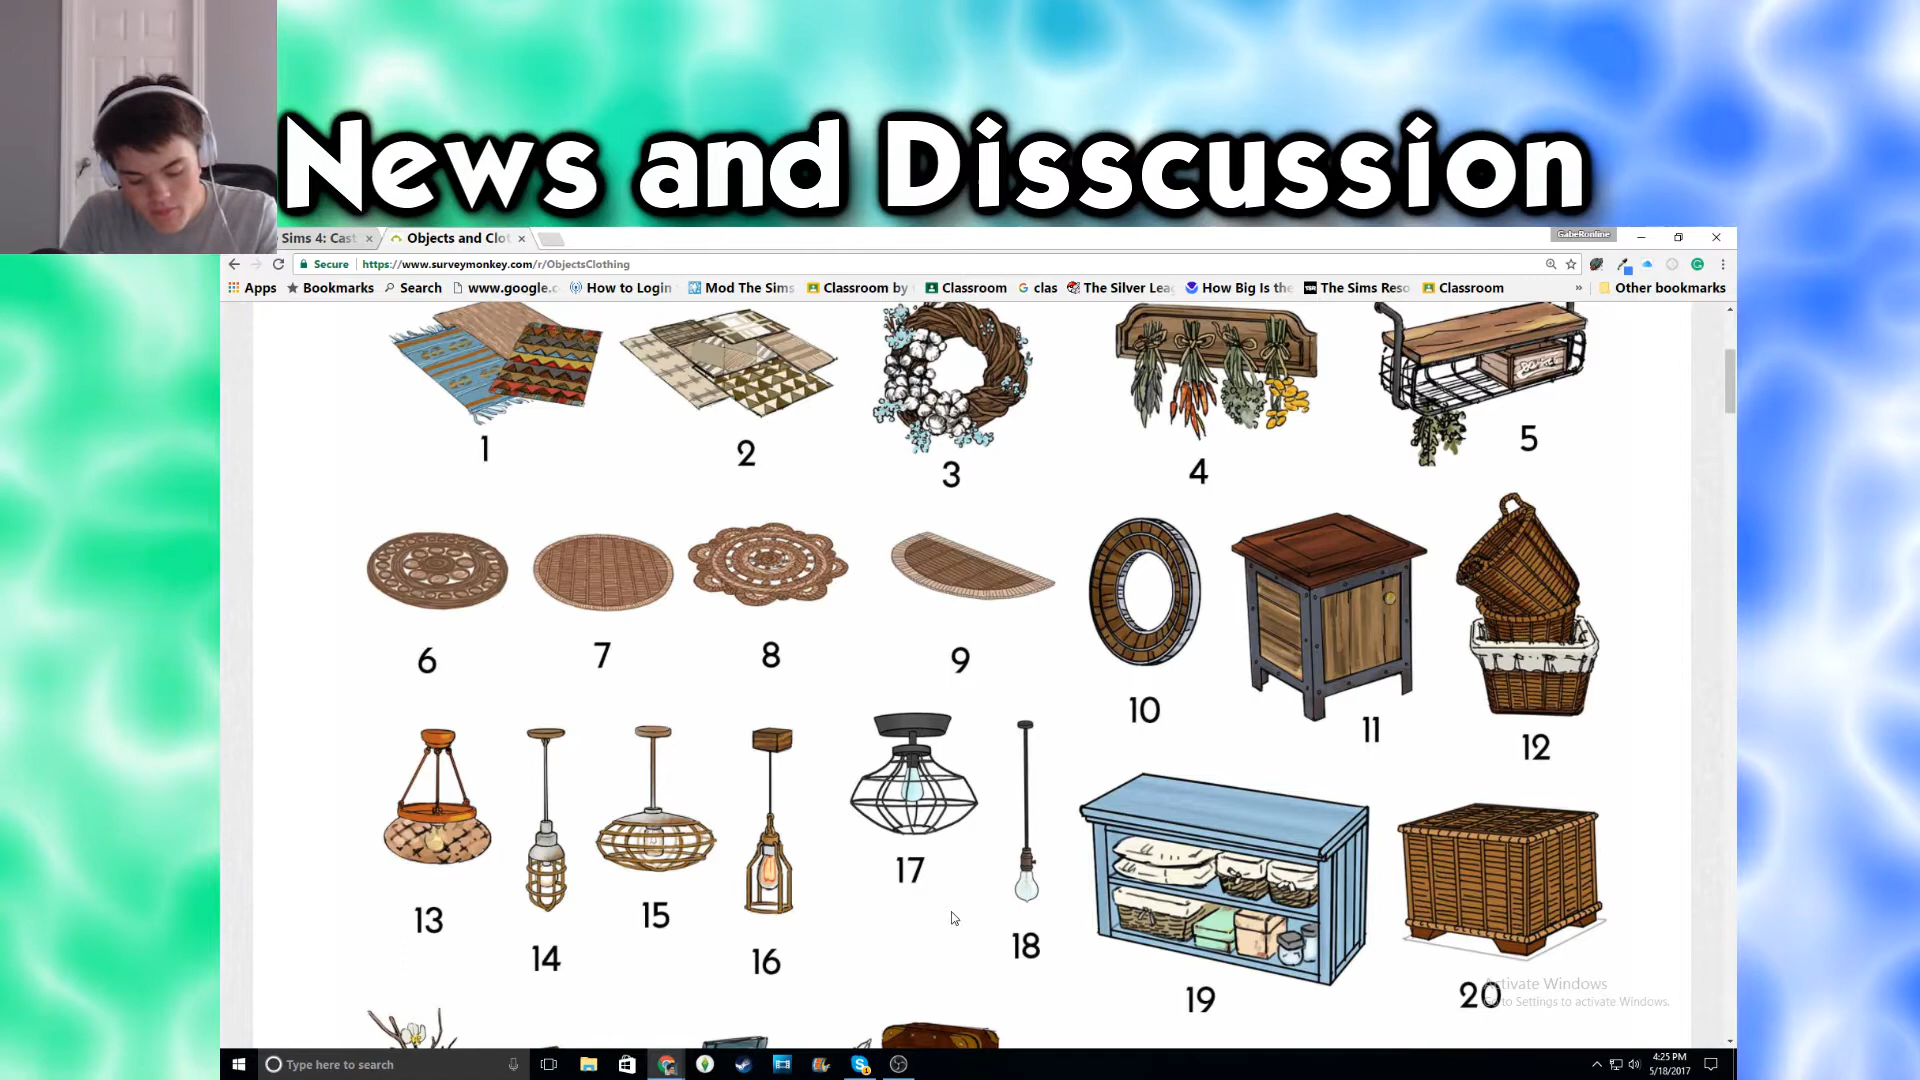 News and Disscussion
GabeRonline
Sims 4: Cast
Objects and Clot
Secure
https://www.surveymonkey.com/r/ObjectsClothing
Apps
Bookmarks
Search
www.google.c
How to Login
Mod The Sims
Classroom by
Classroom
clas
The Silver Lea
How Big Is the
The Sims Reso
Classroom
»
Other bookmarks
1
2
3
4
5
6
7
8
9
10
11
12
13
14
15
16
17
18
19
20
Activate Windows
Go to Settings to activate Windows.
Type here to search
4:25 PM
5/18/2017